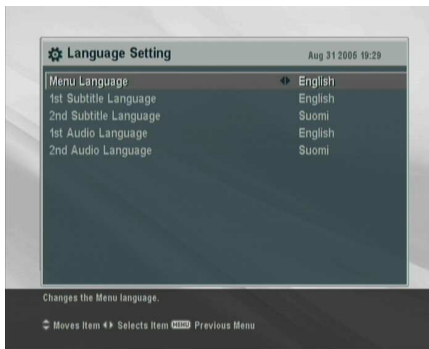 Language Setting Aug 31 2006 19:29
Menu Language English
1st Subtitle Language English
2nd Subtitle Language Suomi
1st Audio Language English
2nd Audio Language Suomi
Changes the Menu language.
Moves Item Selects Item MENU Previous Menu